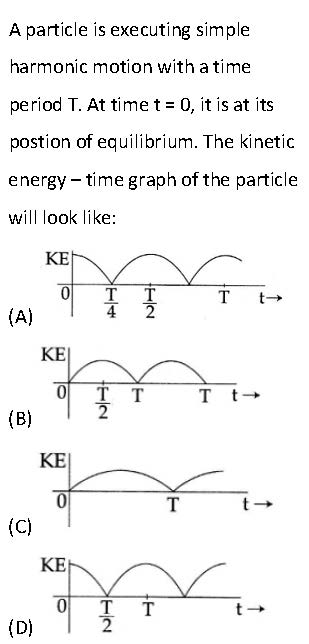 A particle is executing simple
harmonic motion with a time
period T. At time t = 0, it is at its
postion of equilibrium. The kinetic
energy – time graph of the particle
will look like:
KE
0 T/4 T/2 T t→
(A)
KE
0 T/2 T T t→
(B)
KE
0 T t→
(C)
KE
0 T/2 T t→
(D)